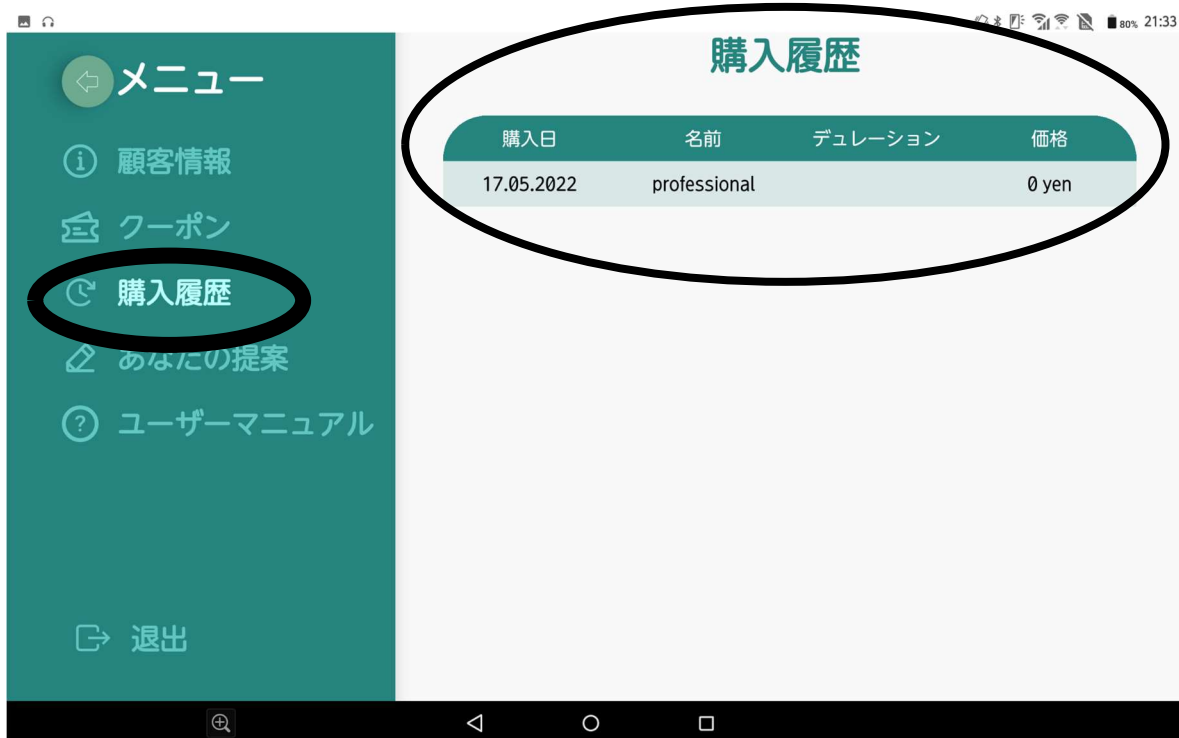 80% 21:33
メニュー
顧客情報
クーポン
購入履歴
あなたの提案
ユーザーマニュアル
退出
購入履歴
購入日 名前 デュレーション 価格
17.05.2022 professional 0 yen